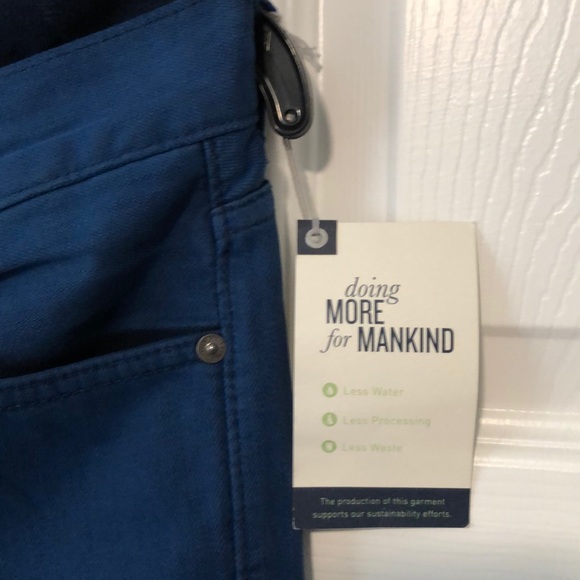 doing
MORE
for MANKIND
Less Water
Less Processing
Less Waste
The production of this garment
supports our sustainability efforts.